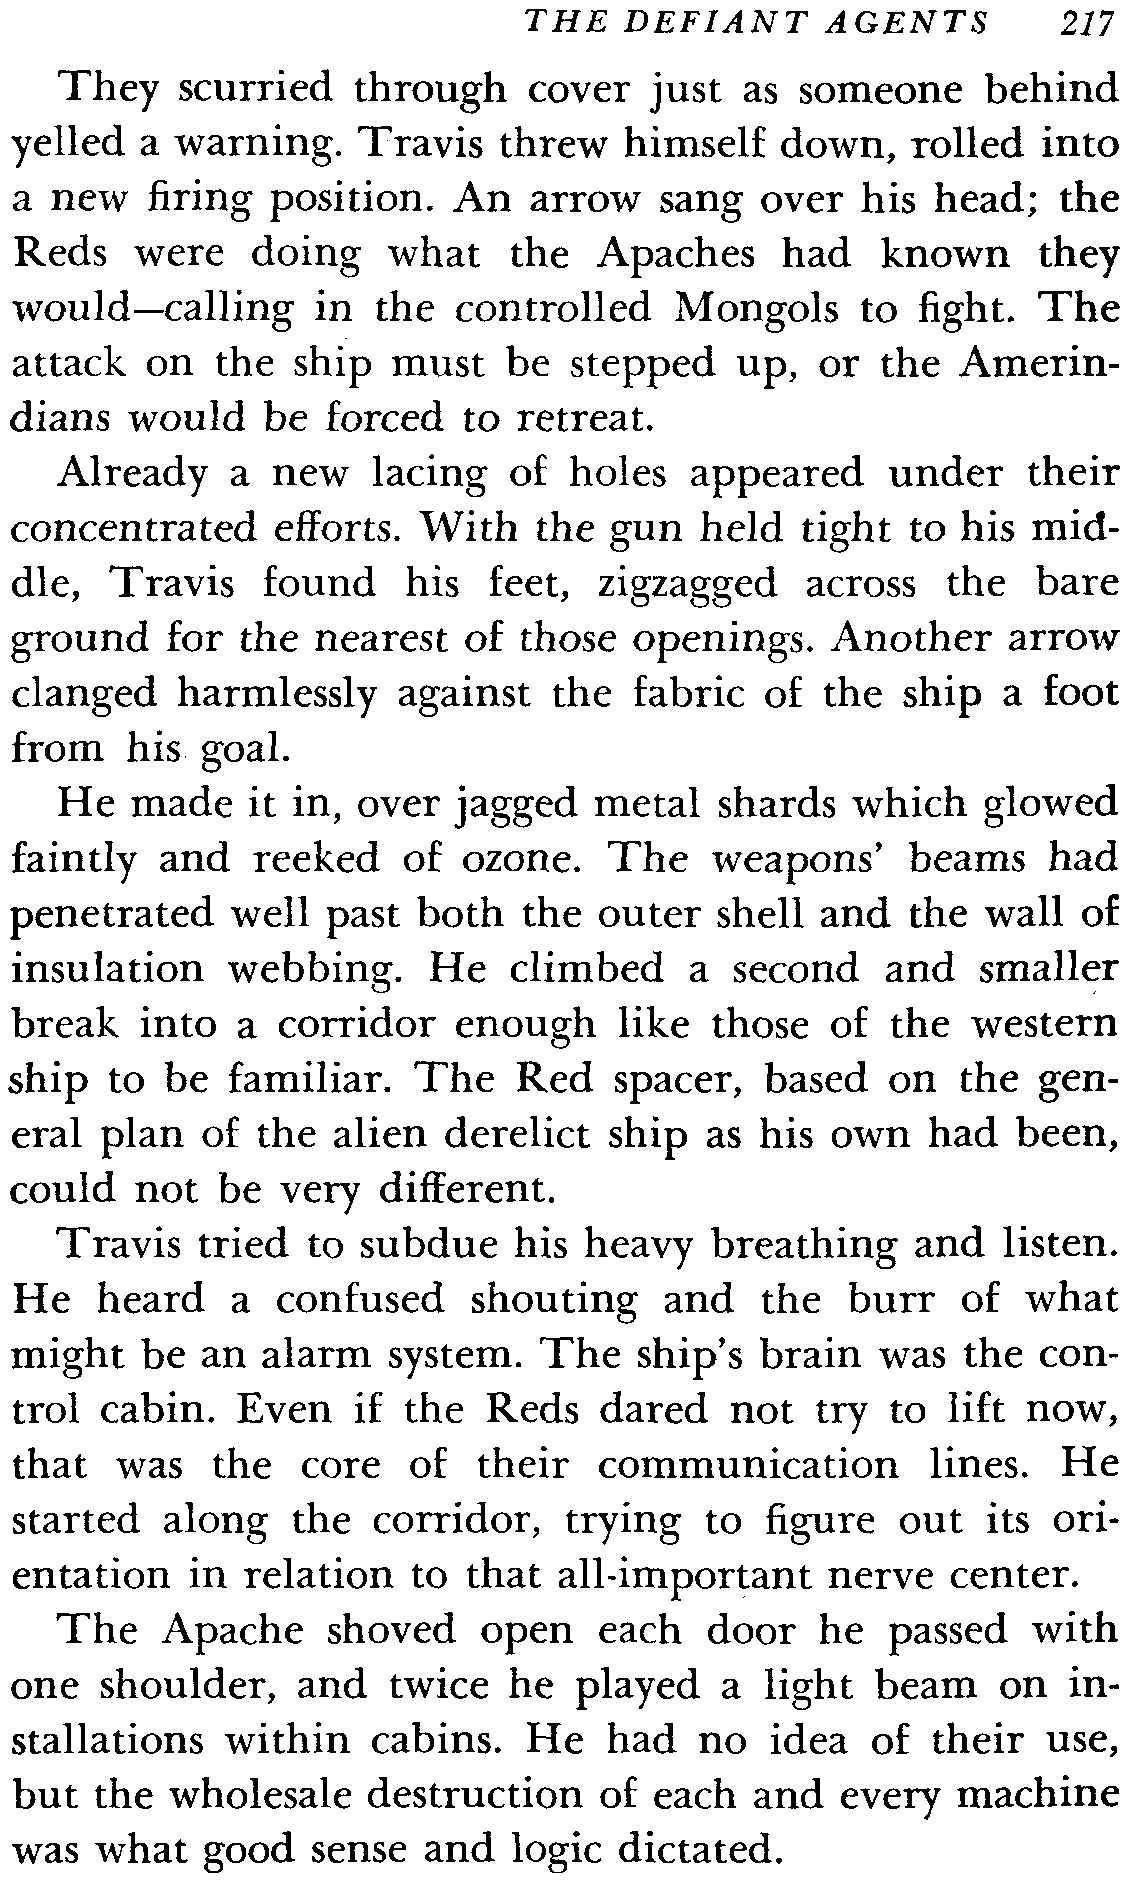 THE DEFIANT AGENTS 217
They scurried through cover just as someone behind
yelled a warning. Travis threw himself down, rolled into
a new firing position. An arrow sang over his head; the
Reds were doing what the Apaches had known they
would—calling in the controlled Mongols to fight. The
attack on the ship must be stepped up, or the Amerin-
dians would be forced to retreat.
Already a new lacing of holes appeared under their
concentrated efforts. With the gun held tight to his mid-
dle, Travis found his feet, zigzagged across the bare
ground for the nearest of those openings. Another arrow
clanged harmlessly against the fabric of the ship a foot
from his goal.
He made it in, over jagged metal shards which glowed
faintly and reeked of ozone. The weapons' beams had
penetrated well past both the outer shell and the wall of
insulation webbing. He climbed a second and smaller
break into a corridor enough like those of the western
ship to be familiar. The Red spacer, based on the gen-
eral plan of the alien derelict ship as his own had been,
could not be very different.
Travis tried to subdue his heavy breathing and listen.
He heard a confused shouting and the burr of what
might be an alarm system. The ship's brain was the con-
trol cabin. Even if the Reds dared not try to lift now,
that was the core of their communication lines. He
started along the corridor, trying to figure out its ori-
entation in relation to that all-important nerve center.
The Apache shoved open each door he passed with
one shoulder, and twice he played a light beam on in-
stallations within cabins. He had no idea of their use,
but the wholesale destruction of each and every machine
was what good sense and logic dictated.